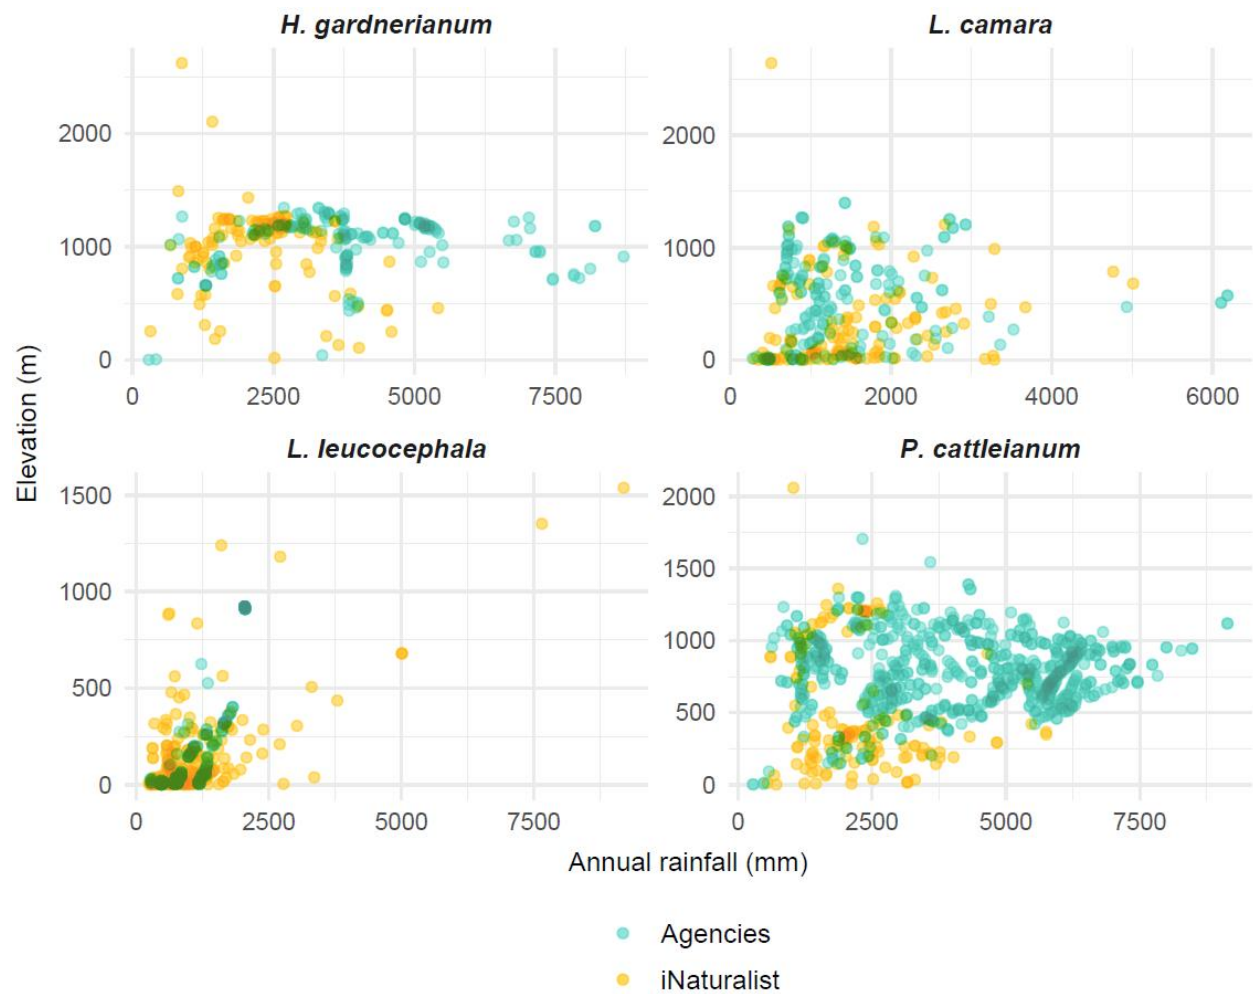 H. gardnerianum
L. camara
2000
1000
0
0 2500 5000 7500
2000
1000
0
0 2000 4000 6000
Elevation (m)
L. leucocephala
P. cattleianum
1500
1000
500
0
0 2500 5000 7500
2000
1500
1000
500
0
0 2500 5000 7500
Annual rainfall (mm)
Agencies
iNaturalist